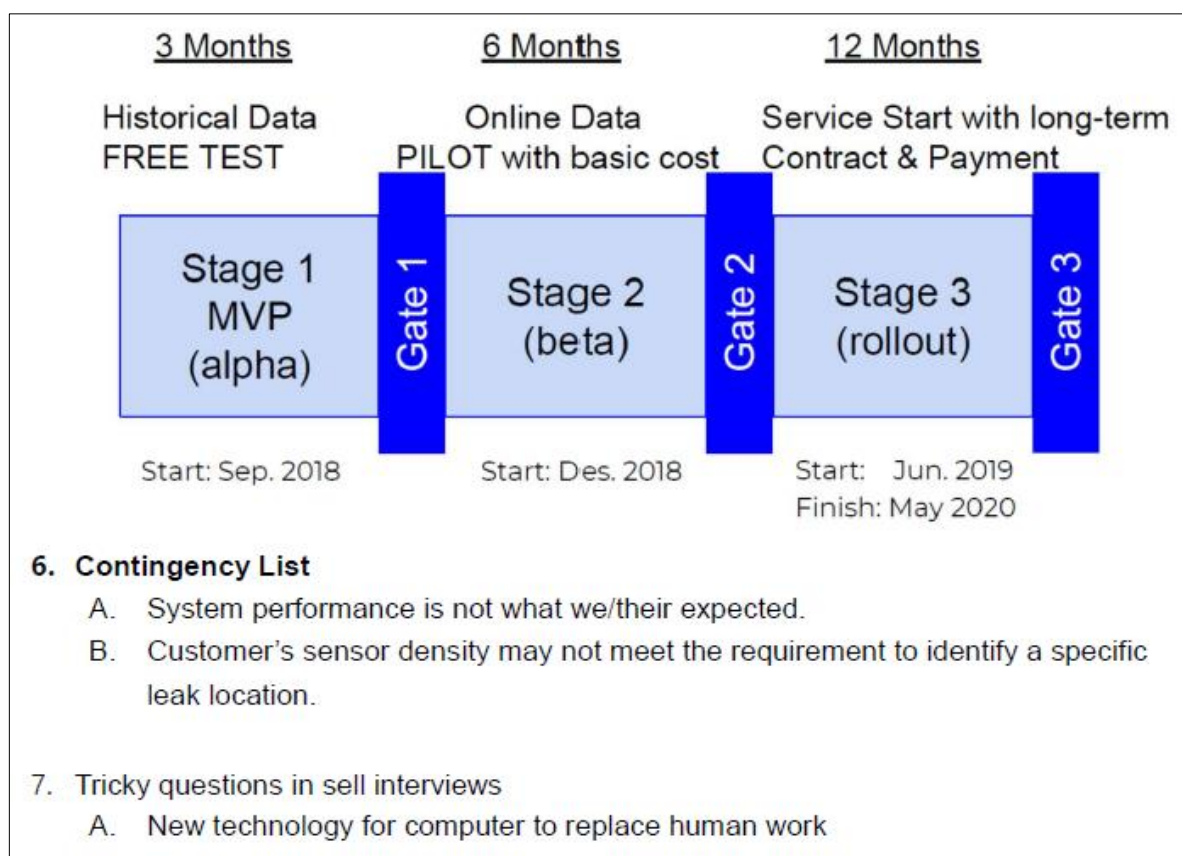 3 Months 6 Months 12 Months
Historical Data Online Data Service Start with long-term
FREE TEST PILOT with basic cost Contract & Payment
Stage 1
MVP
(alpha)
Gate 1
Stage 2
(beta)
Gate 2
Stage 3
(rollout)
Gate 3
Start: Sep. 2018 Start: Des. 2018 Start: Jun. 2019
Finish: May 2020
6. Contingency List
A. System performance is not what we/their expected.
B. Customer's sensor density may not meet the requirement to identify a specific
leak location.
7. Tricky questions in sell interviews
A. New technology for computer to replace human work